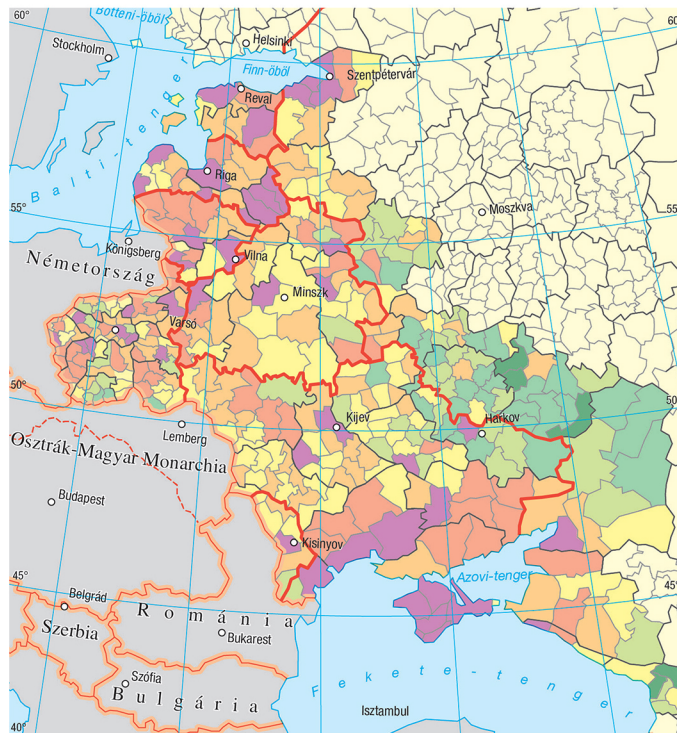 Botteni-öböl
60°
60
Stockholm
Helsinki
Finn-öböl
Szentpétervár
Reval
Balti-tenger
Riga
55°
55
Moszkva
Königsberg
Vilna
Németország
Minszk
Varsó
50°
50
Kijev
Harkov
Lemberg
Osztrák-Magyar Monarchia
Budapest
Kisinyov
45°
45
Azovi-tenger
Belgrád
Románia
Szerbia
Bukarest
Szófia
Fekete-tenger
Bulgária
Isztambul
40°
40